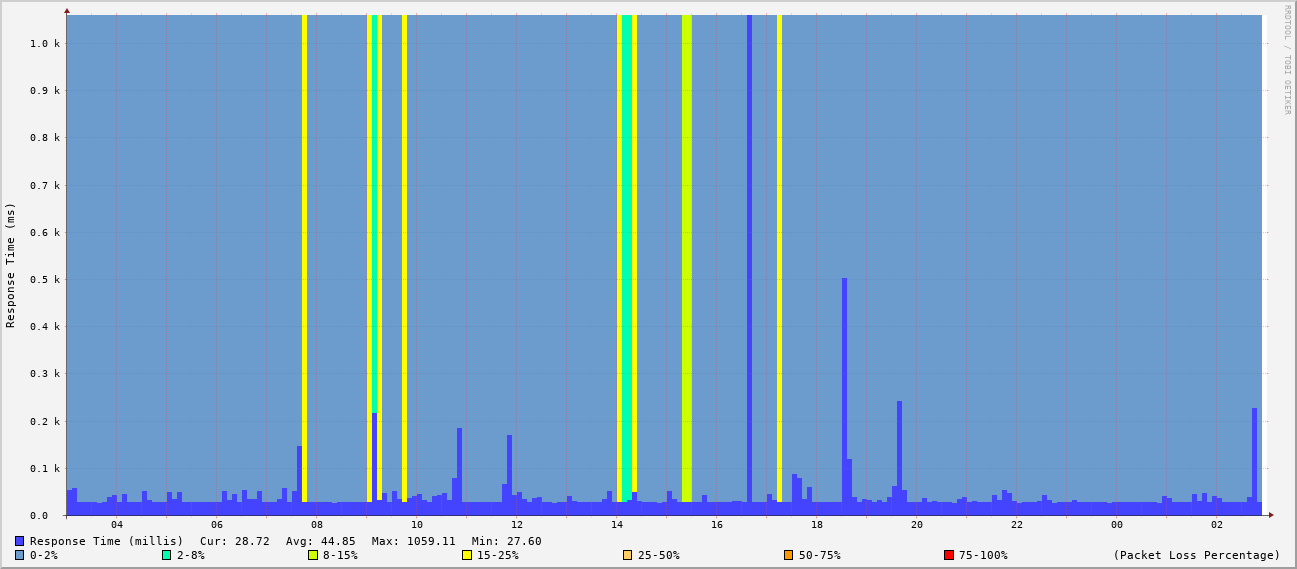 RRDTOOL / TOBI OETIKER
Response Time (ms)
1.0 k
0.9 k
0.8 k
0.7 k
0.6 k
0.5 k
0.4 k
0.3 k
0.2 k
0.1 k
0.0
04 06 08 10 12 14 16 18 20 22 00 02
Response Time (millis) Cur: 28.72 Avg: 44.85 Max: 1059.11 Min: 27.60
0-2% 2-8% 8-15% 15-25% 25-50% 50-75% 75-100% (Packet Loss Percentage)